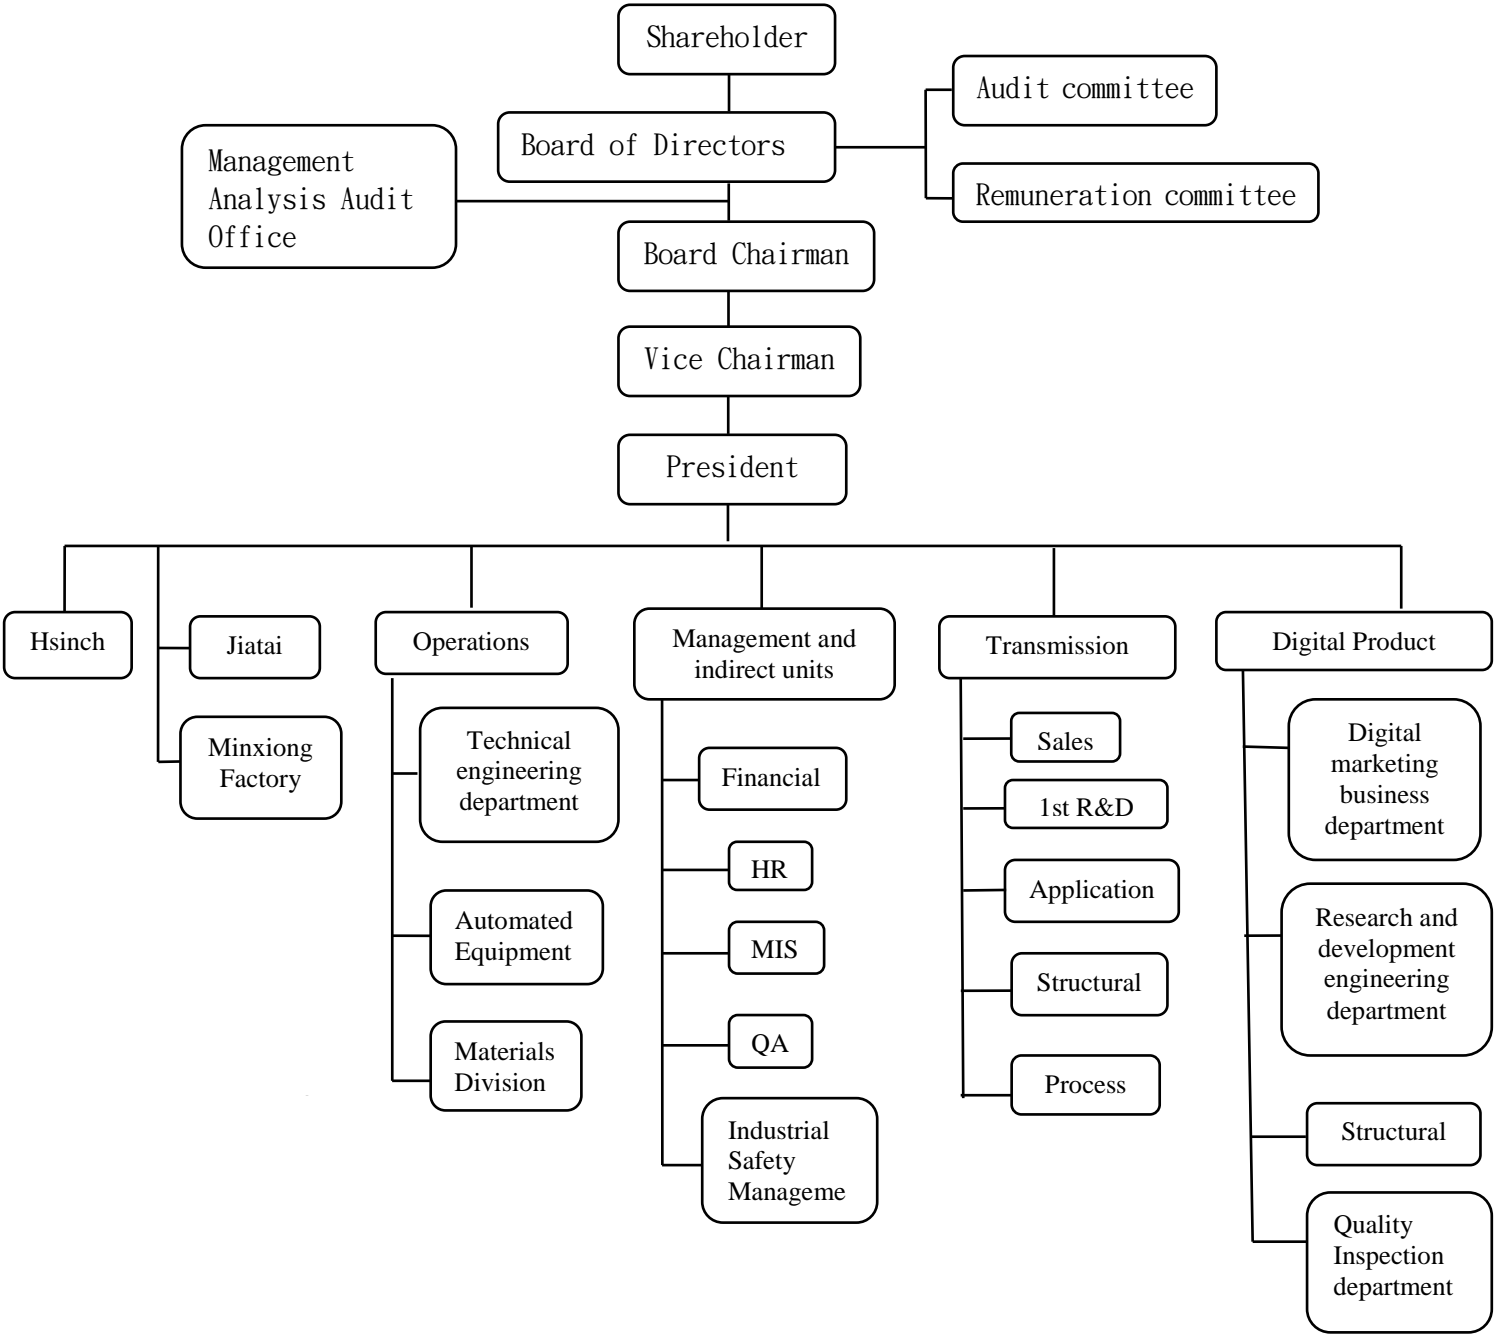 Shareholder
Audit committee
Board of Directors
Management
Analysis Audit
Office
Remuneration committee
Board Chairman
Vice Chairman
President
Hsinch
Jiatai
Minxiong
Factory
Operations
Technical
engineering
department
Automated
Equipment
Materials
Division
Management and
indirect units
Financial
HR
MIS
QA
Industrial
Safety
Manageme
Transmission
Sales
1st R&D
Application
Structural
Process
Digital Product
Digital
marketing
business
department
Research and
development
engineering
department
Structural
Quality
Inspection
department